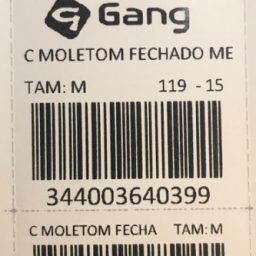 Gang
C MOLETOM FECHADO ME
TAM: M 119 - 15
344003640399
C MOLETOM FECHA TAM: M